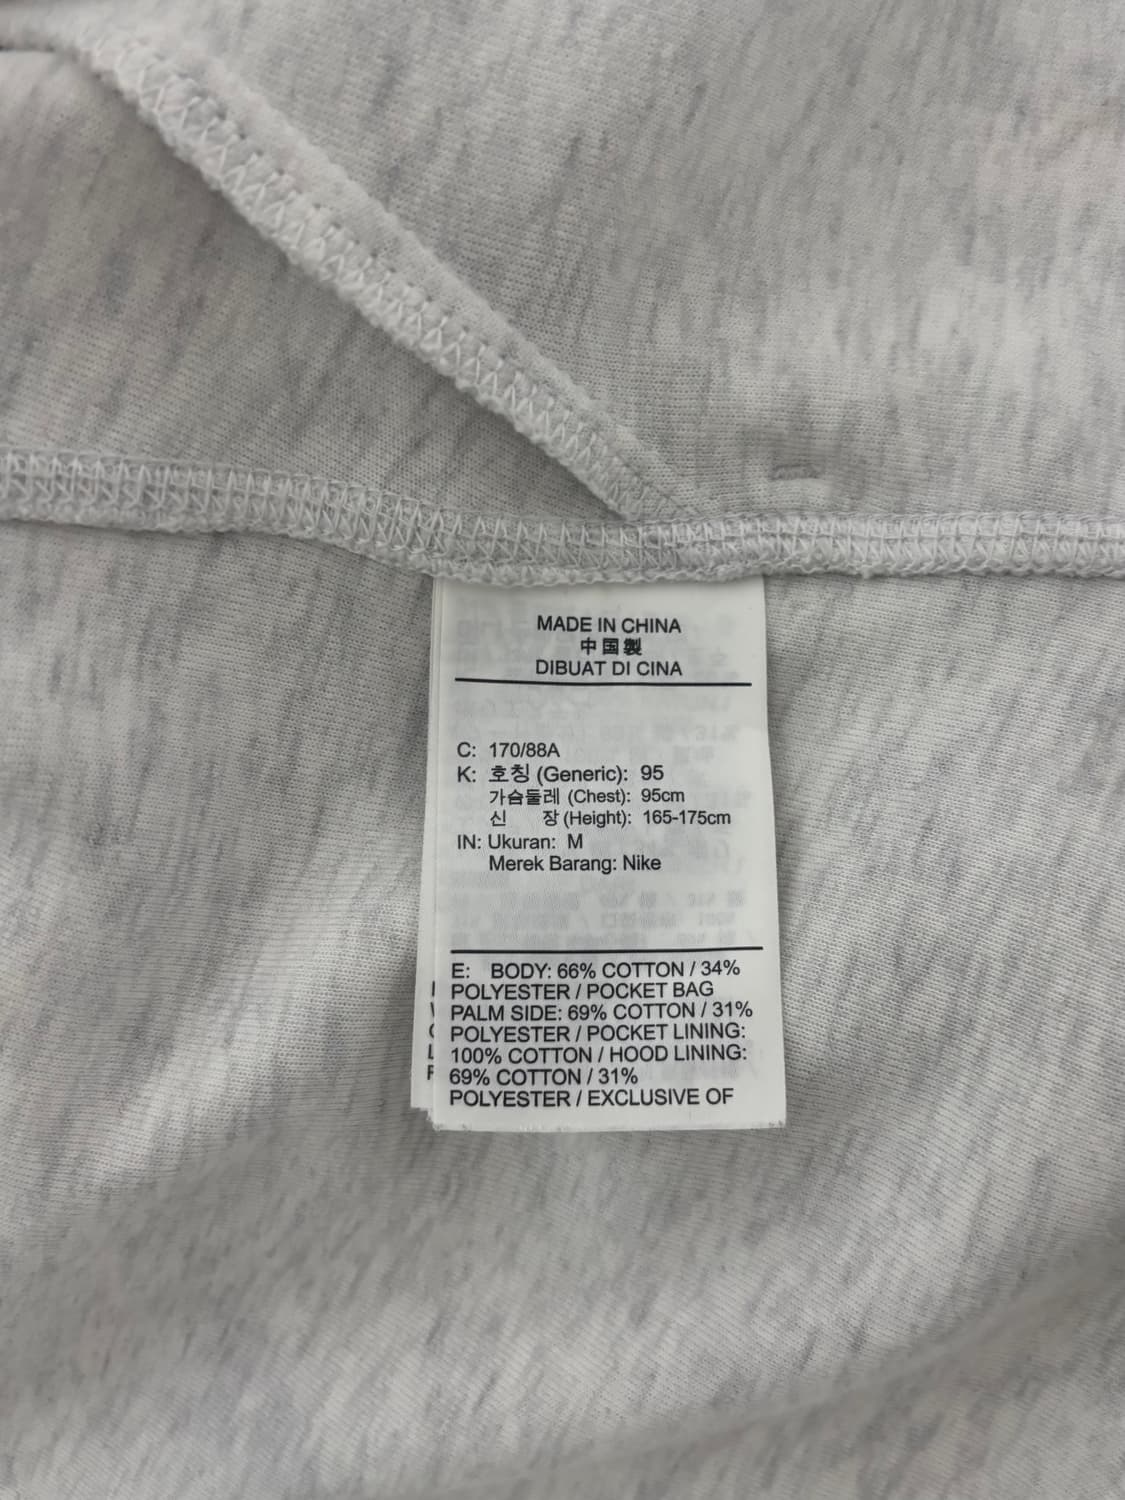 MADE IN CHINA
中国製
DIBUAT DI CINA
C: 170/88A
K: 호칭 (Generic): 95
가슴둘레 (Chest): 95cm
신 장 (Height): 165-175cm
IN: Ukuran: M
Merek Barang: Nike
E: BODY: 66% COTTON / 34%
POLYESTER / POCKET BAG
PALM SIDE: 69% COTTON / 31%
POLYESTER / POCKET LINING:
100% COTTON / HOOD LINING:
69% COTTON / 31%
POLYESTER / EXCLUSIVE OF